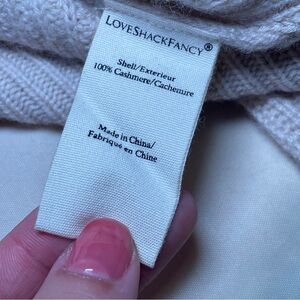 LOVESHACKFANCY®
Shell/Exterieur
100% Cashmere/Cachemire
Made in China/
Fabriqué en Chine